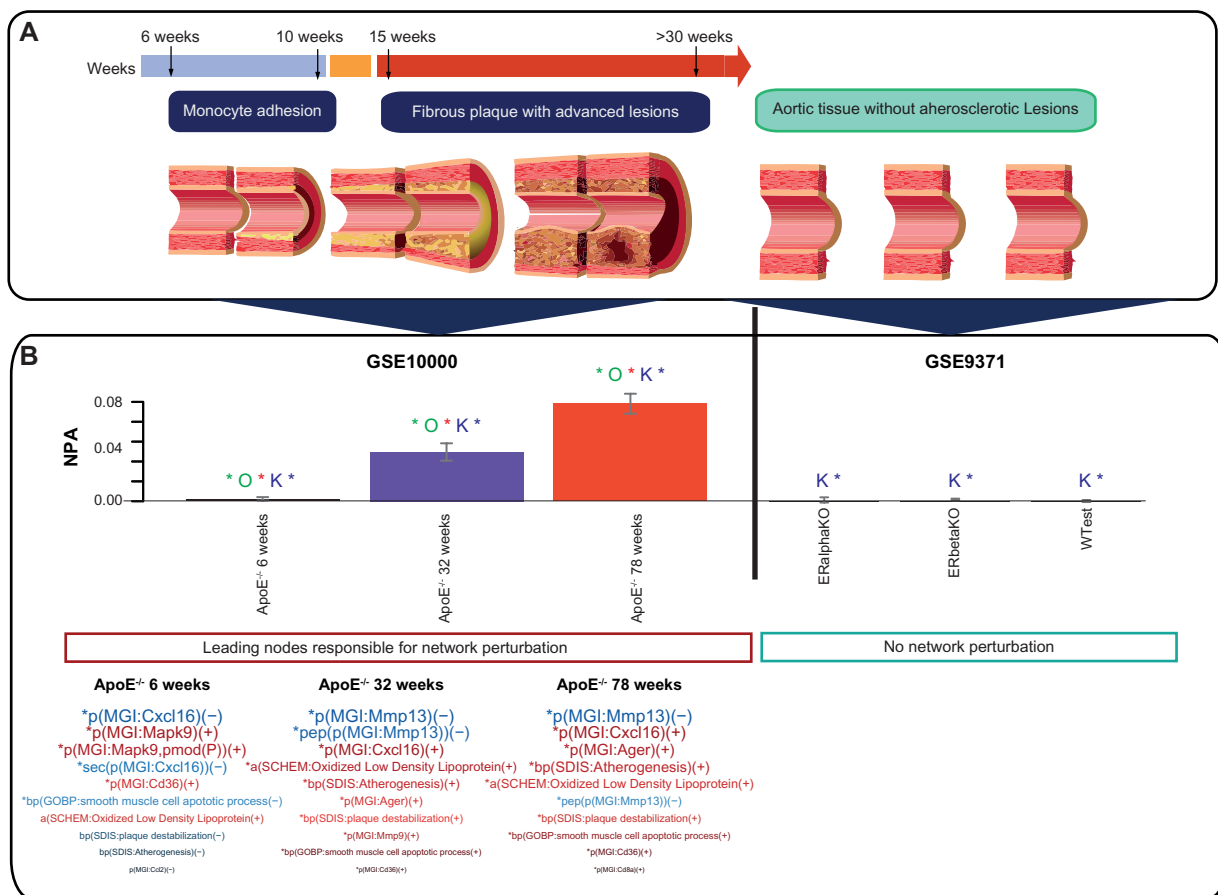 A
6 weeks 10 weeks 15 weeks >30 weeks
Weeks
Monocyte adhesion
Fibrous plaque with advanced lesions
Aortic tissue without aherosclerotic Lesions
B
GSE10000
GSE9371
NPA
0.08
0.04
0.00
* O * K *
* O * K *
* O * K *
K *
K *
K *
ApoE-/- 6 weeks
ApoE-/- 32 weeks
ApoE-/- 78 weeks
ERalphaKO
ERbetaKO
WTest
Leading nodes responsible for network perturbation
No network perturbation
ApoE-/- 6 weeks
*p(MGI:Cxcl16)(−)
*p(MGI:Mapk9)(+)
*p(MGI:Mapk9,pmod(P))(+)
*sec(p(MGI:Cxcl16))(−)
*p(MGI:Cd36)(+)
*bp(GOBP:smooth muscle cell apototic process(−)
a(SCHEM:Oxidized Low Density Lipoprotein(+)
bp(SDIS:plaque destabilization(−)
bp(SDIS:Atherogenesis)(−)
p(MGI:Ccl2)(−)
ApoE-/- 32 weeks
*p(MGI:Mmp13)(−)
*pep(p(MGI:Mmp13))(−)
*p(MGI:Cxcl16)(+)
*a(SCHEM:Oxidized Low Density Lipoprotein(+)
*bp(SDIS:Atherogenesis)(+)
*p(MGI:Ager)(+)
*bp(SDIS:plaque destabilization(+)
*p(MGI:Mmp9)(+)
*bp(GOBP:smooth muscle cell apoptotic process(+)
*p(MGI:Cd36)(+)
ApoE-/- 78 weeks
*p(MGI:Mmp13)(−)
*p(MGI:Cxcl16)(+)
*p(MGI:Ager)(+)
*bp(SDIS:Atherogenesis)(+)
*a(SCHEM:Oxidized Low Density Lipoprotein(+)
*pep(p(MGI:Mmp13))(−)
*bp(SDIS:plaque destabilization(+)
*bp(GOBP:smooth muscle cell apoptotic process(+)
*p(MGI:Cd36)(+)
*p(MGI:Cd8a)(+)